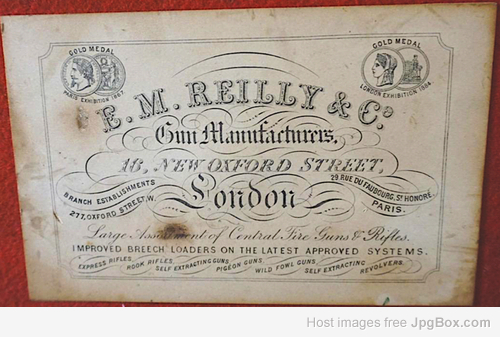 GOLD MEDAL
GOLD MEDAL
PARIS EXHIBITION 1867
LONDON EXHIBITION 1884
E. M. REILLY & Co
Gun Manufacturers,
16, NEW OXFORD STREET,
BRANCH ESTABLISHMENTS
277, OXFORD STREET, W.
London
29, RUE DU FAUBOURG, St. HONORÉ
PARIS.
Large Assortment of Central Fire Guns & Rifles.
IMPROVED BREECH LOADERS ON THE LATEST APPROVED SYSTEMS.
EXPRESS RIFLES, ROOK RIFLES, SELF EXTRACTING GUNS, PIGEON GUNS, WILD FOWL GUNS, SELF EXTRACTING REVOLVERS.
Host images free JpgBox.com